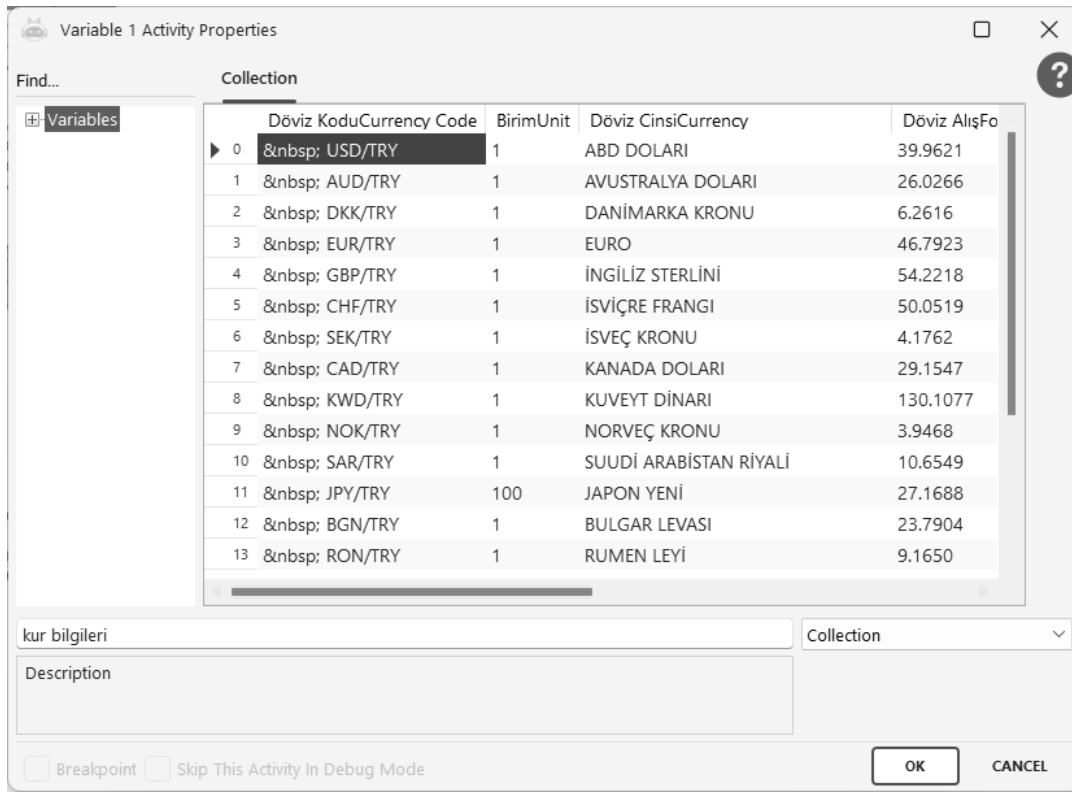 Variable 1 Activity Properties
Find...
Collection
?
Variables
Döviz KoduCurrency Code BirimUnit Döviz CinsiCurrency Döviz AlışFo
0 &nbsp; USD/TRY 1 ABD DOLARI 39.9621
1 &nbsp; AUD/TRY 1 AVUSTRALYA DOLARI 26.0266
2 &nbsp; DKK/TRY 1 DANİMARKA KRONU 6.2616
3 &nbsp; EUR/TRY 1 EURO 46.7923
4 &nbsp; GBP/TRY 1 İNGİLİZ STERLİNİ 54.2218
5 &nbsp; CHF/TRY 1 İSVİÇRE FRANGI 50.0519
6 &nbsp; SEK/TRY 1 İSVEÇ KRONU 4.1762
7 &nbsp; CAD/TRY 1 KANADA DOLARI 29.1547
8 &nbsp; KWD/TRY 1 KUVEYT DİNARI 130.1077
9 &nbsp; NOK/TRY 1 NORVEÇ KRONU 3.9468
10 &nbsp; SAR/TRY 1 SUUDİ ARABİSTAN RİYALİ 10.6549
11 &nbsp; JPY/TRY 100 JAPON YENİ 27.1688
12 &nbsp; BGN/TRY 1 BULGAR LEVASI 23.7904
13 &nbsp; RON/TRY 1 RUMEN LEYİ 9.1650
kur bilgileri
Collection
Description
Breakpoint Skip This Activity In Debug Mode
OK CANCEL